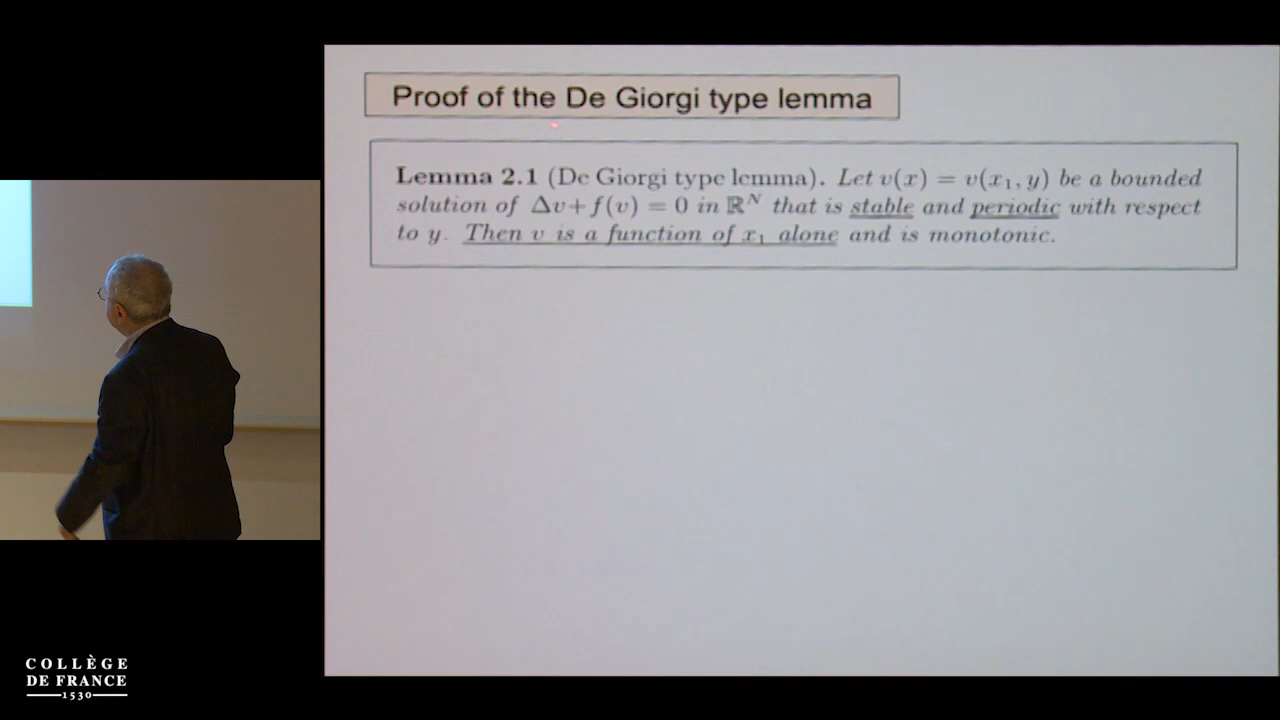 Proof of the De Giorgi type lemma
Lemma 2.1 (De Giorgi type lemma). Let v(x) = v(x₁, y) be a bounded
solution of Δv+f(v) = 0 in ℝᴺ that is stable and periodic with respect
to y. Then v is a function of x₁ alone and is monotonic.
COLLÈGE
DE FRANCE
1530